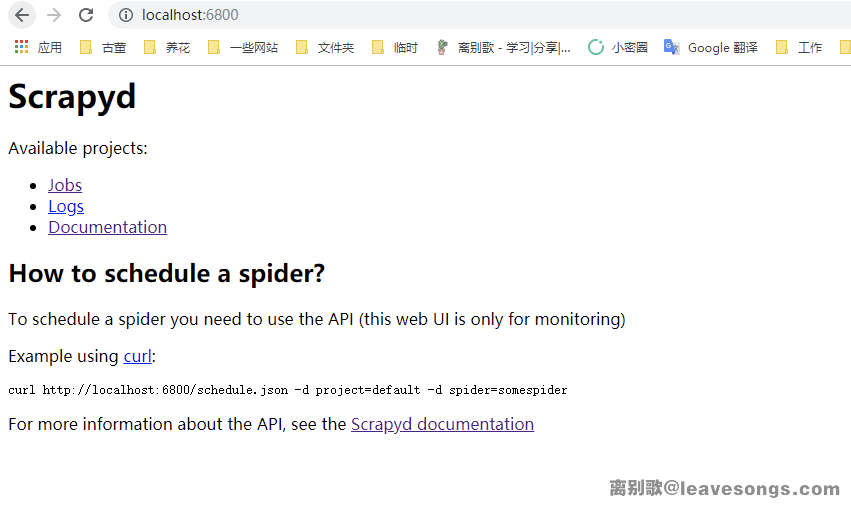 localhost:6800
应用 古董 养花 一些网站 文件夹 临时 离别歌 - 学习|分享|... 小密圈 Google 翻译 工作
Scrapyd
Available projects:
Jobs
Logs
Documentation
How to schedule a spider?
To schedule a spider you need to use the API (this web UI is only for monitoring)
Example using curl:
curl http://localhost:6800/schedule.json -d project=default -d spider=somespider
For more information about the API, see the Scrapyd documentation
离别歌@leavesongs.com